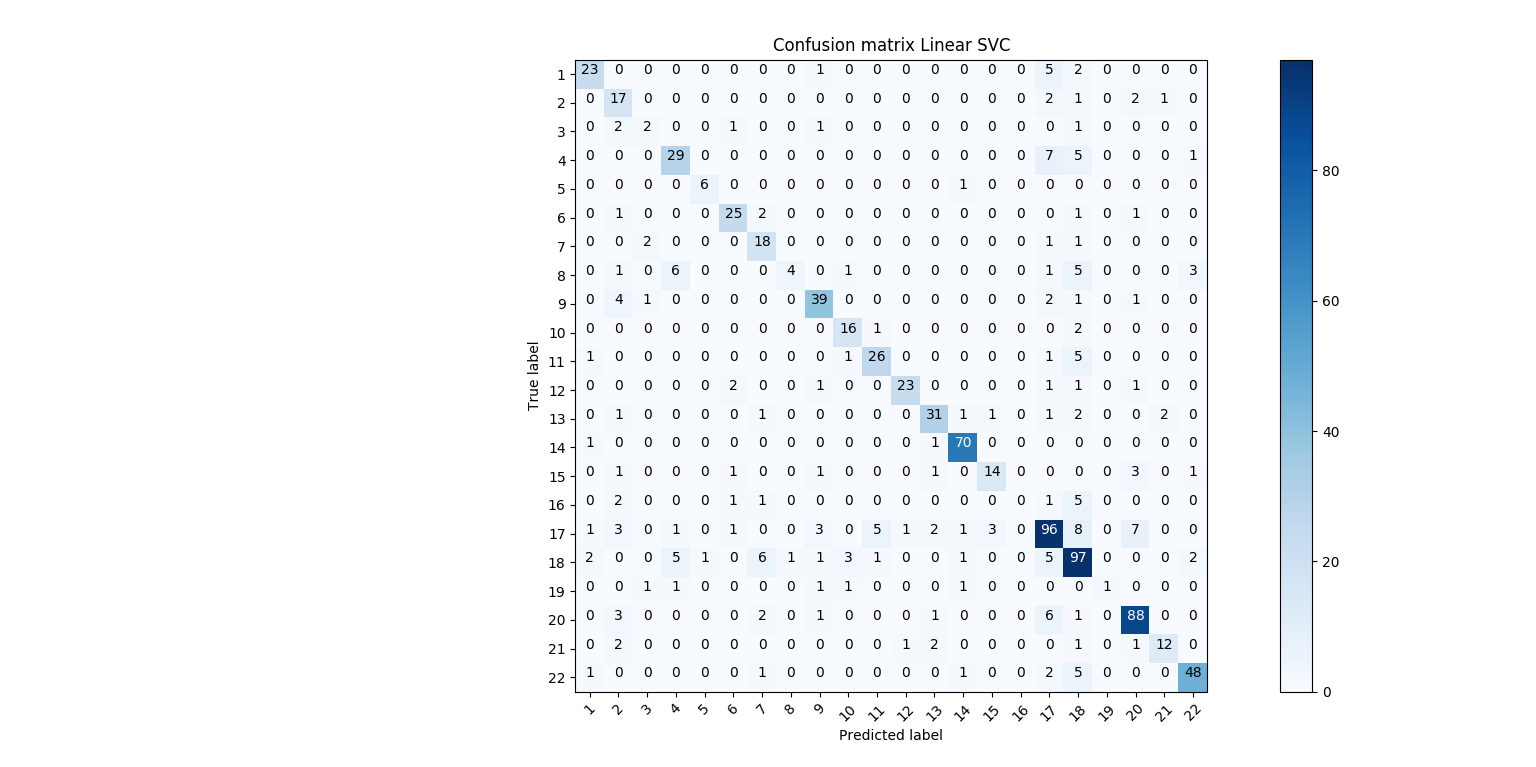 Confusion matrix Linear SVC
1 23 0 0 0 0 0 0 0 1 0 0 0 0 0 0 0 5 2 0 0 0 0
2 0 17 0 0 0 0 0 0 0 0 0 0 0 0 0 0 2 1 0 2 1 0
3 0 2 2 0 0 1 0 0 1 0 0 0 0 0 0 0 0 1 0 0 0 0
4 0 0 0 29 0 0 0 0 0 0 0 0 0 0 0 0 7 5 0 0 0 1
5 0 0 0 0 6 0 0 0 0 0 0 0 0 1 0 0 0 0 0 0 0 0
6 0 1 0 0 0 25 2 0 0 0 0 0 0 0 0 0 0 1 0 1 0 0
7 0 0 2 0 0 0 18 0 0 0 0 0 0 0 0 0 1 1 0 0 0 0
8 0 1 0 6 0 0 0 4 0 1 0 0 0 0 0 0 1 5 0 0 0 3
9 0 4 1 0 0 0 0 0 39 0 0 0 0 0 0 0 2 1 0 1 0 0
10 0 0 0 0 0 0 0 0 0 16 1 0 0 0 0 0 0 2 0 0 0 0
11 1 0 0 0 0 0 0 0 0 1 26 0 0 0 0 0 1 5 0 0 0 0
12 0 0 0 0 0 2 0 0 1 0 0 23 0 0 0 0 1 1 0 1 0 0
13 0 1 0 0 0 0 1 0 0 0 0 0 31 1 1 0 1 2 0 0 2 0
14 1 0 0 0 0 0 0 0 0 0 0 0 1 70 0 0 0 0 0 0 0 0
15 0 1 0 0 0 1 0 0 1 0 0 0 1 0 14 0 0 0 0 3 0 1
16 0 2 0 0 0 1 1 0 0 0 0 0 0 0 0 0 1 5 0 0 0 0
17 1 3 0 1 0 1 0 0 3 0 5 1 2 1 3 0 96 8 0 7 0 0
18 2 0 0 5 1 0 6 1 1 3 1 0 0 1 0 0 5 97 0 0 0 2
19 0 0 1 1 0 0 0 0 1 1 0 0 0 1 0 0 0 0 1 0 0 0
20 0 3 0 0 0 0 2 0 1 0 0 0 1 0 0 0 6 1 0 88 0 0
21 0 2 0 0 0 0 0 0 0 0 0 1 2 0 0 0 0 1 0 1 12 0
22 1 0 0 0 0 0 1 0 0 0 0 0 0 1 0 0 2 5 0 0 0 48
1 2 3 4 5 6 7 8 9 10 11 12 13 14 15 16 17 18 19 20 21 22
True label
Predicted label
80
60
40
20
0